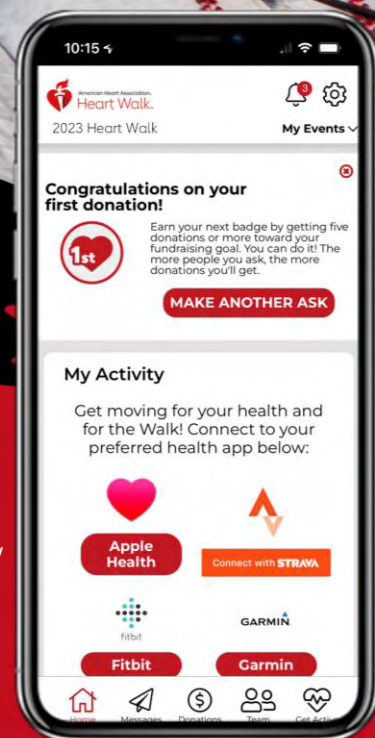 10:15
American Heart Association.
Heart Walk.
3
2023 Heart Walk
My Events
Congratulations on your
first donation!
1st
Earn your next badge by getting five
donations or more toward your
fundraising goal. You can do it! The
more people you ask, the more
donations you'll get.
MAKE ANOTHER ASK
My Activity
Get moving for your health and
for the Walk! Connect to your
preferred health app below:
Apple
Health
Connect with STRAVA
fitbit
GARMIN
Fitbit
Garmin
Home Messages Donations Team Get Active